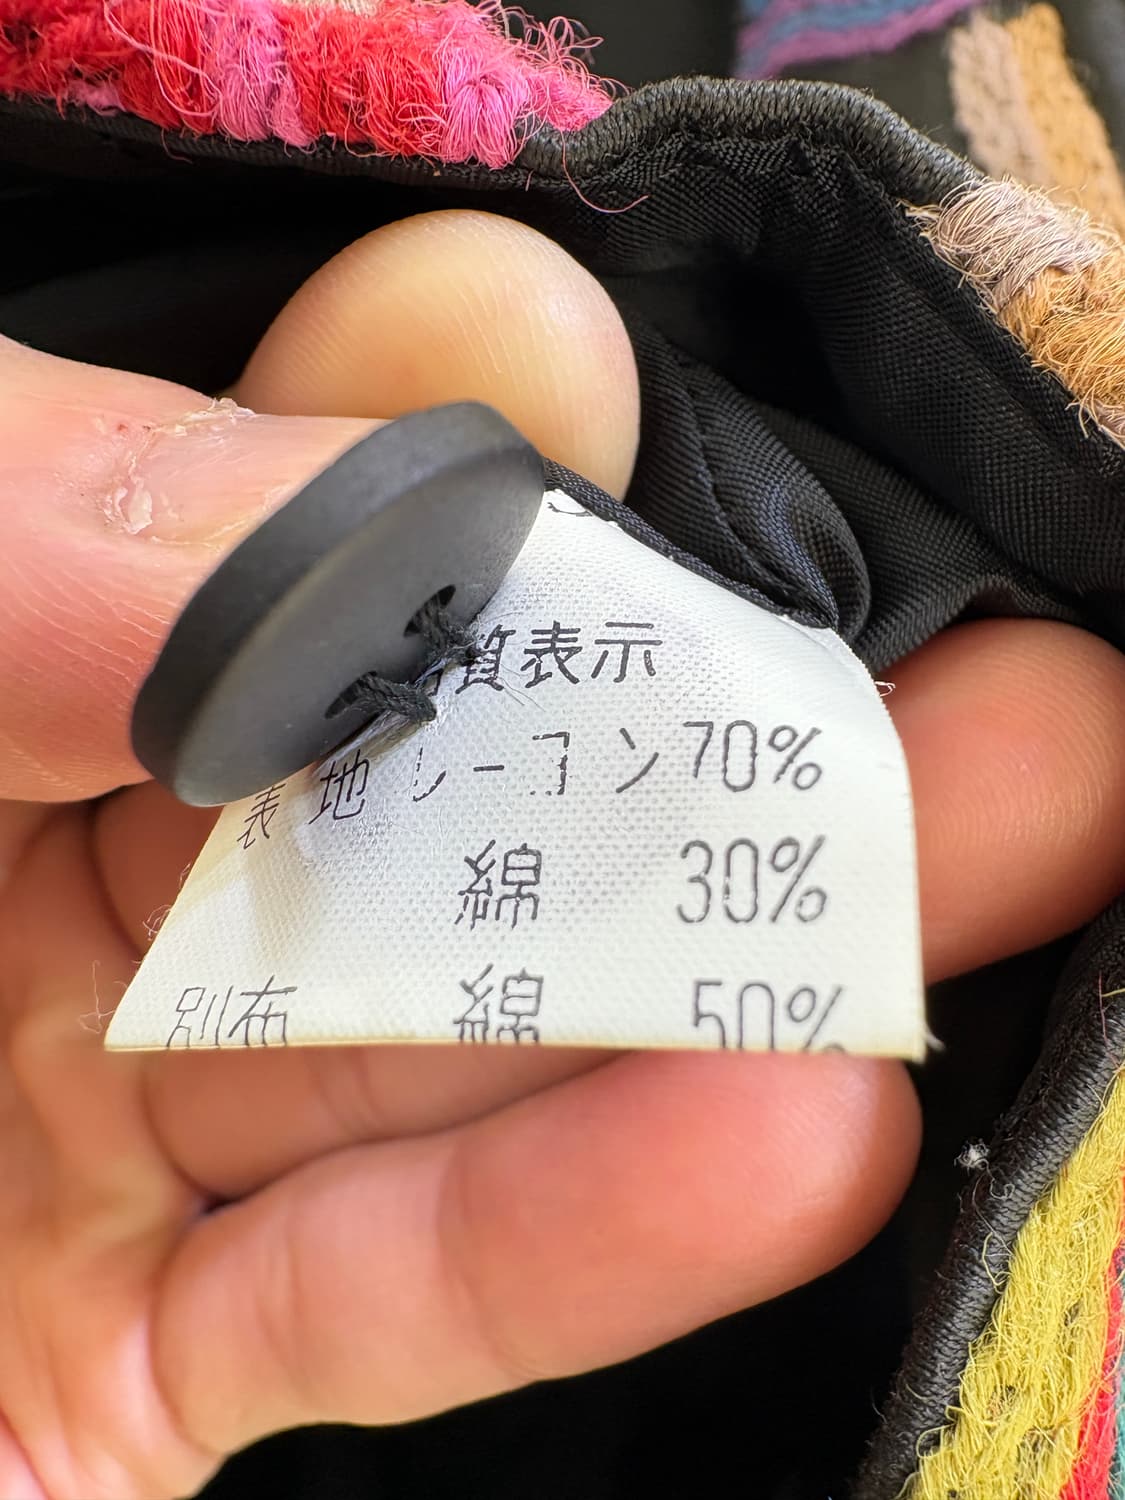 質表示
表 地 レーヨン70%
綿 30%
別布 綿 50%